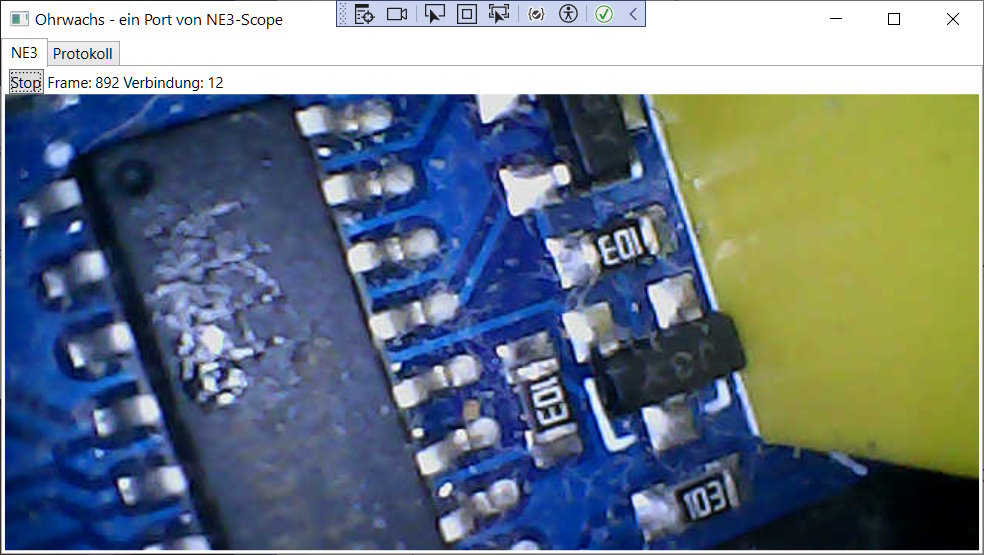 Ohrwachs - ein Port von NE3-Scope
NE3
Protokoll
Stop Frame: 892 Verbindung: 12
103
103
103